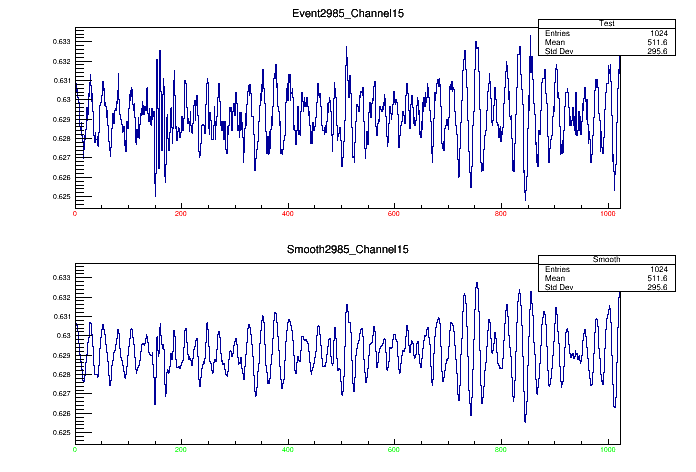 Event2985_Channel15
Test
Entries 1024
Mean 511.6
Std Dev 295.6
0.633
0.632
0.631
0.63
0.629
0.628
0.627
0.626
0.625
0 200 400 600 800 1000
Smooth2985_Channel15
Smooth
Entries 1024
Mean 511.6
Std Dev 295.6
0.633
0.632
0.631
0.63
0.629
0.628
0.627
0.626
0.625
0 200 400 600 800 1000